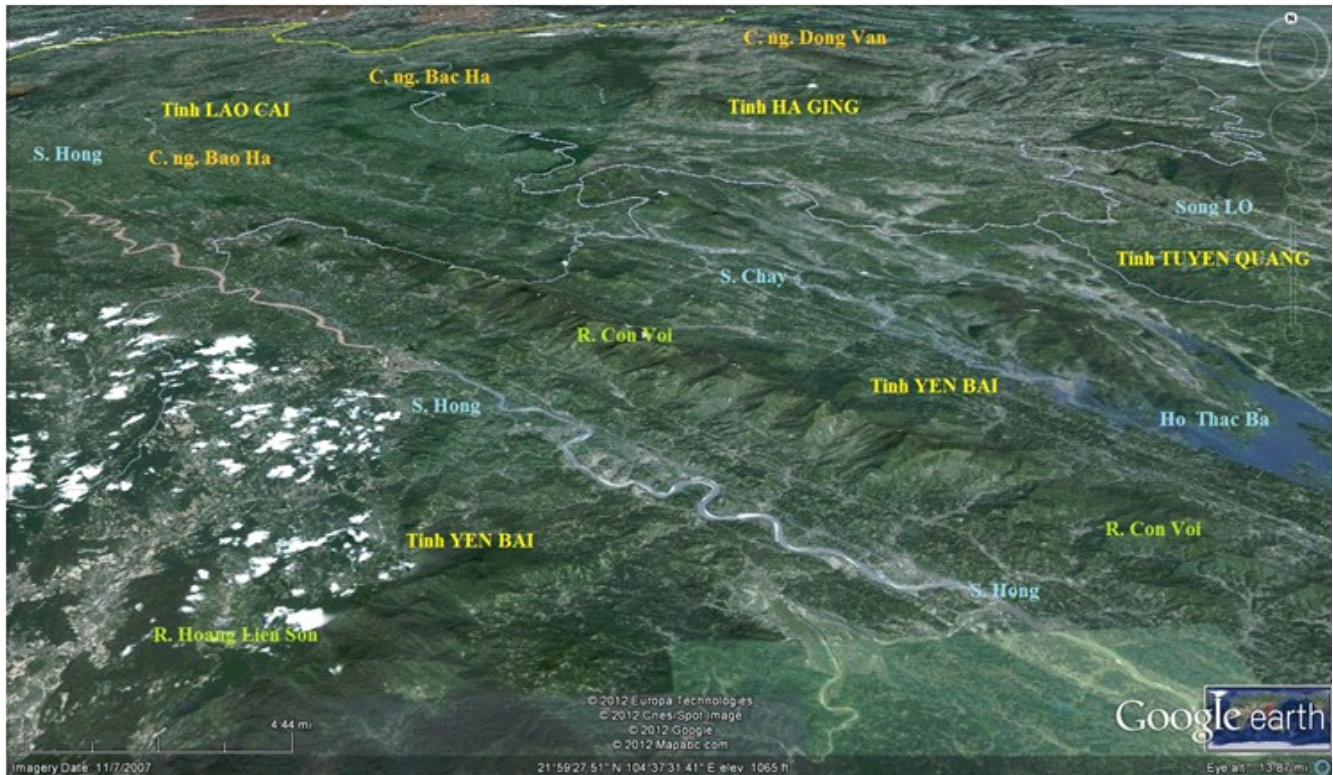 N
C. ng. Dong Van
C. ng. Bac Ha
Tinh LAO CAI
Tinh HA GING
S. Hong
C. ng. Bao Ha
Song LO
Tinh TUYEN QUANG
S. Chay
R. Con Voi
Tinh YEN BAI
S. Hong
Ho Thac Ba
R. Con Voi
Tinh YEN BAI
S. Hong
R. Hoang Lien Son
© 2012 Europa Technologies
© 2012 Cnes/Spot Image
© 2012 Google
© 2012 Mapabc.com
4.44 mi
Google earth
Imagery Date: 11/7/2007
21°59'27.51" N 104°37'31.41" E elev 1065 ft
Eye alt 13.87 mi